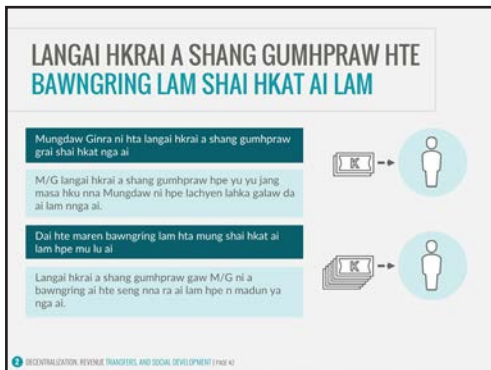 LANGAI HKRAI A SHANG GUMHPRAW HTE
BAWNGRING LAM SHAI HKAT AI LAM
Mungdaw Ginra ni hta langai hkrai a shang gumhpraw
grai shai hkat nga ai
M/G langai hkrai a shang gumhpraw hpe yu yu jang
masa hku nna Mungdaw ni hpe lachyen lahka galaw da
ai lam nnga ai.
Dai hte maren bawngring lam hta mung shai hkat ai
lam hpe mu lu ai
Langai hkrai a shang gumhpraw gaw M/G ni a
bawngring ai hte seng nna ra ai lam hpe n madun ya
nga ai.
K
K
2 DECENTRALIZATION, REVENUE TRANSFERS, AND SOCIAL DEVELOPMENT | PAGE 42